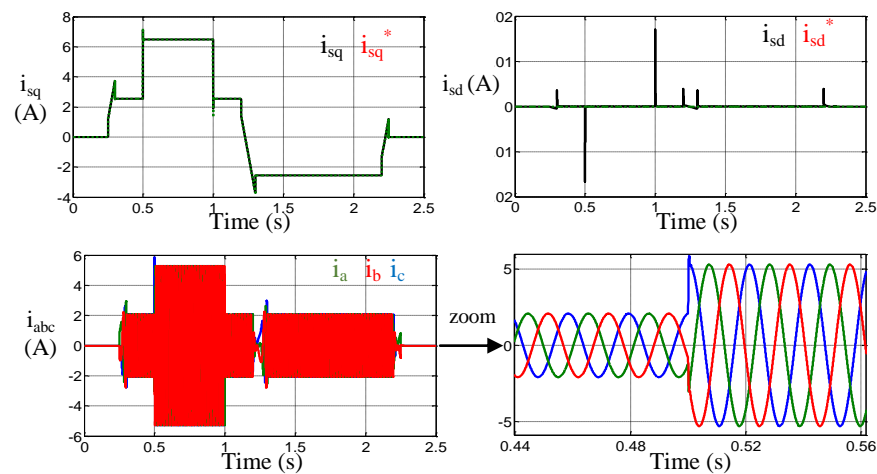 8
6
4
2
0
-2
-4
i_sq i_sq*
i_sq
(A)
0 0.5 1 1.5 2 2.5
Time (s)
02
01
0
01
02
i_sd i_sd*
i_sd (A)
0 0.5 1 1.5 2 2.5
Time (s)
6
4
2
0
-2
-4
-6
i_a i_b i_c
i_abc
(A)
0 0.5 1 1.5 2 2.5
Time (s)
zoom
5
0
-5
0.44 0.48 0.52 0.56
Time (s)